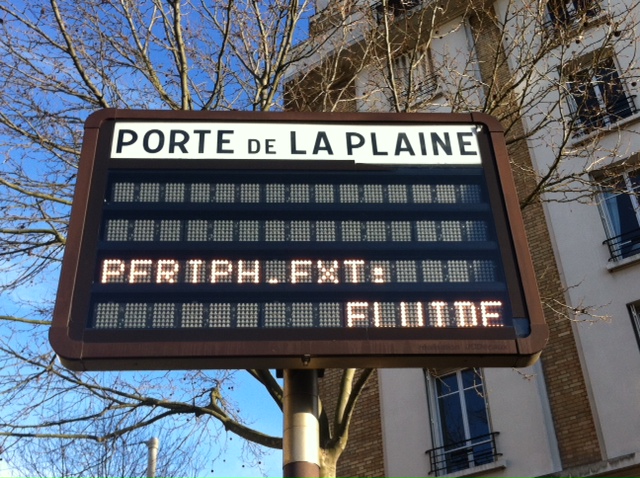 PORTE DE LA PLAINE
PERIPH.EXT:
FLUIDE